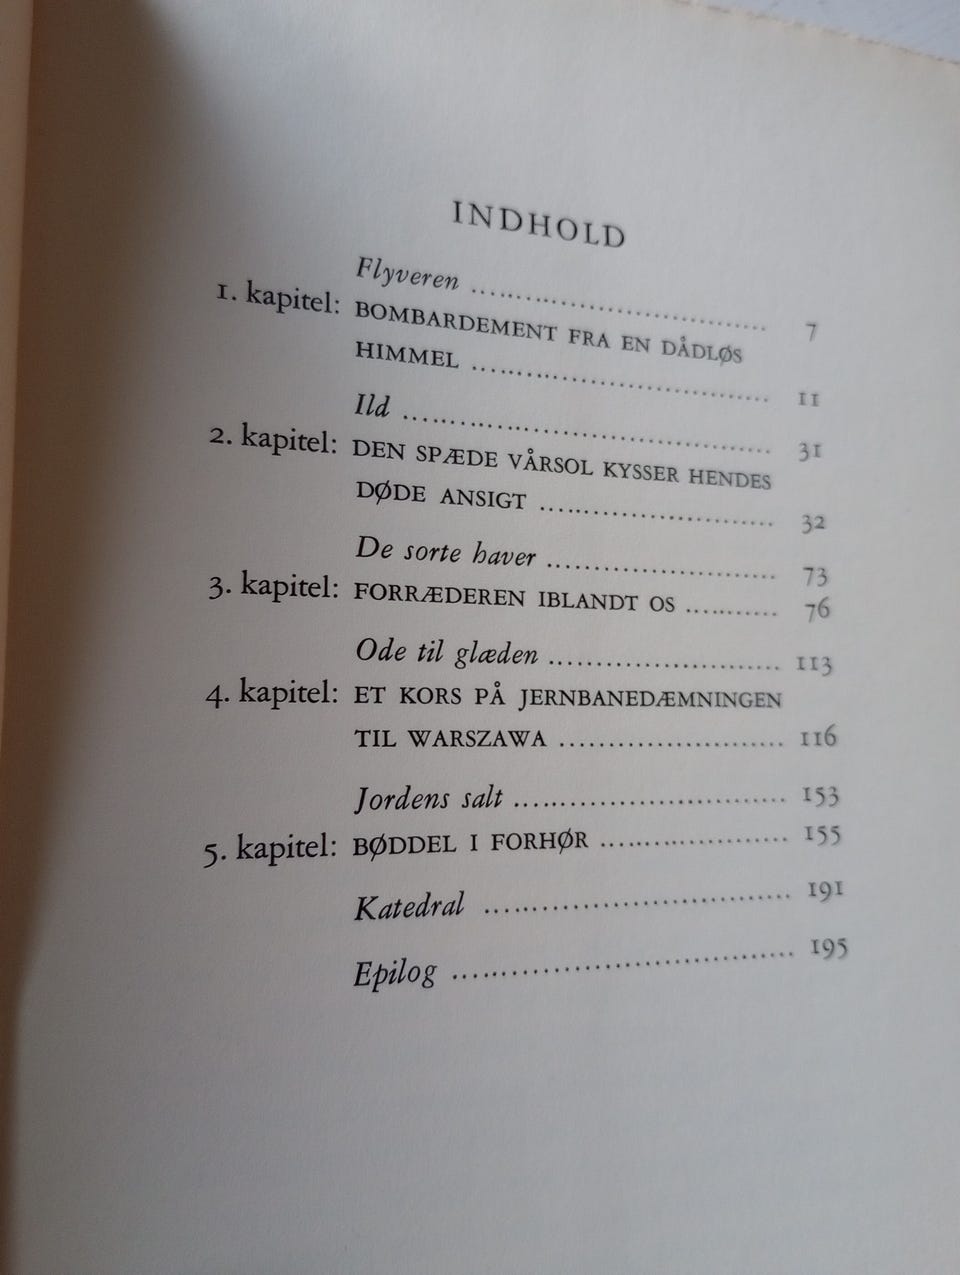 INDHOLD
Flyveren ........................ 7
1. kapitel: BOMBARDEMENT FRA EN DÅDLØS
HIMMEL ........................ 11
Ild ........................ 31
2. kapitel: DEN SPÆDE VÅRSOL KYSSER HENDES
DØDE ANSIGT ........................ 32
De sorte haver ........................ 73
3. kapitel: FORRÆDEREN IBLANDT OS ............ 76
Ode til glæden ........................ 113
4. kapitel: ET KORS PÅ JERNBANEDÆMNINGEN
TIL WARSZAWA ........................ 116
Jordens salt ........................ 153
5. kapitel: BØDDEL I FORHØR ........................ 155
Katedral ........................ 191
Epilog ........................ 195